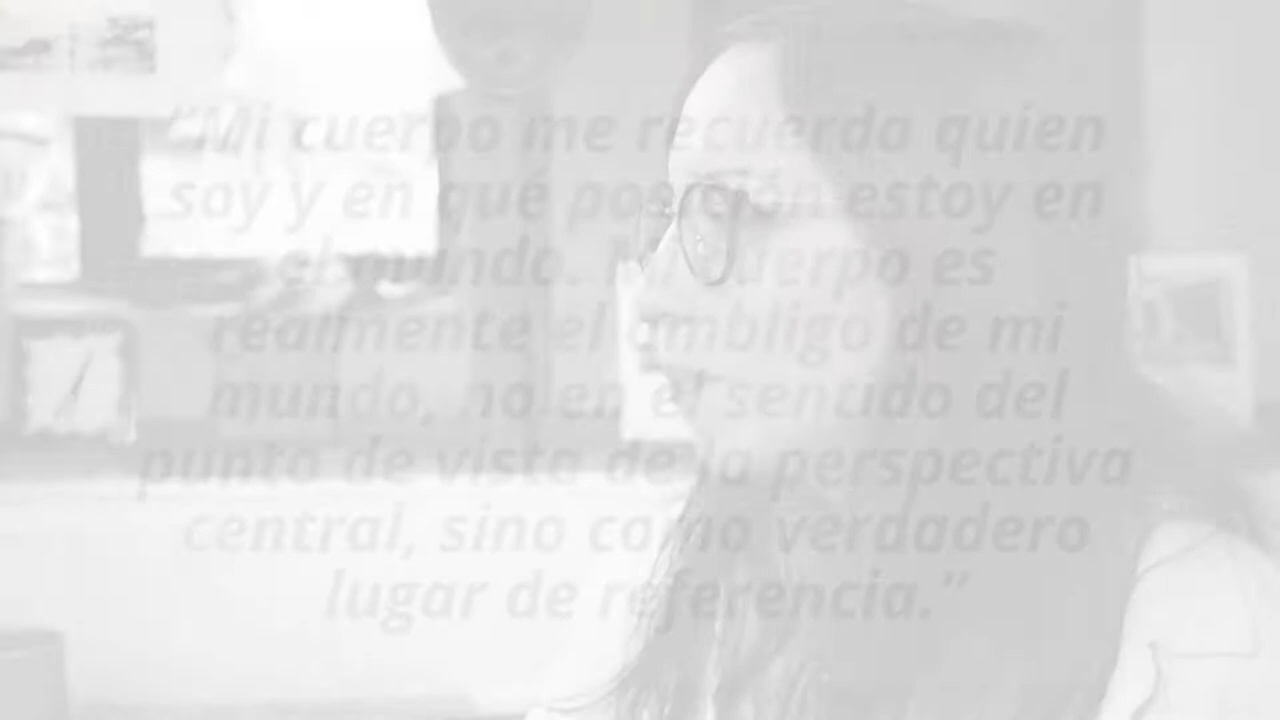 “Mi cuerpo me recuerda quien
soy y en qué posición estoy en
el mundo. Mi cuerpo es
realmente el ombligo de mi
mundo, no en el sentido del
punto de vista de la perspectiva
central, sino como verdadero
lugar de referencia.”